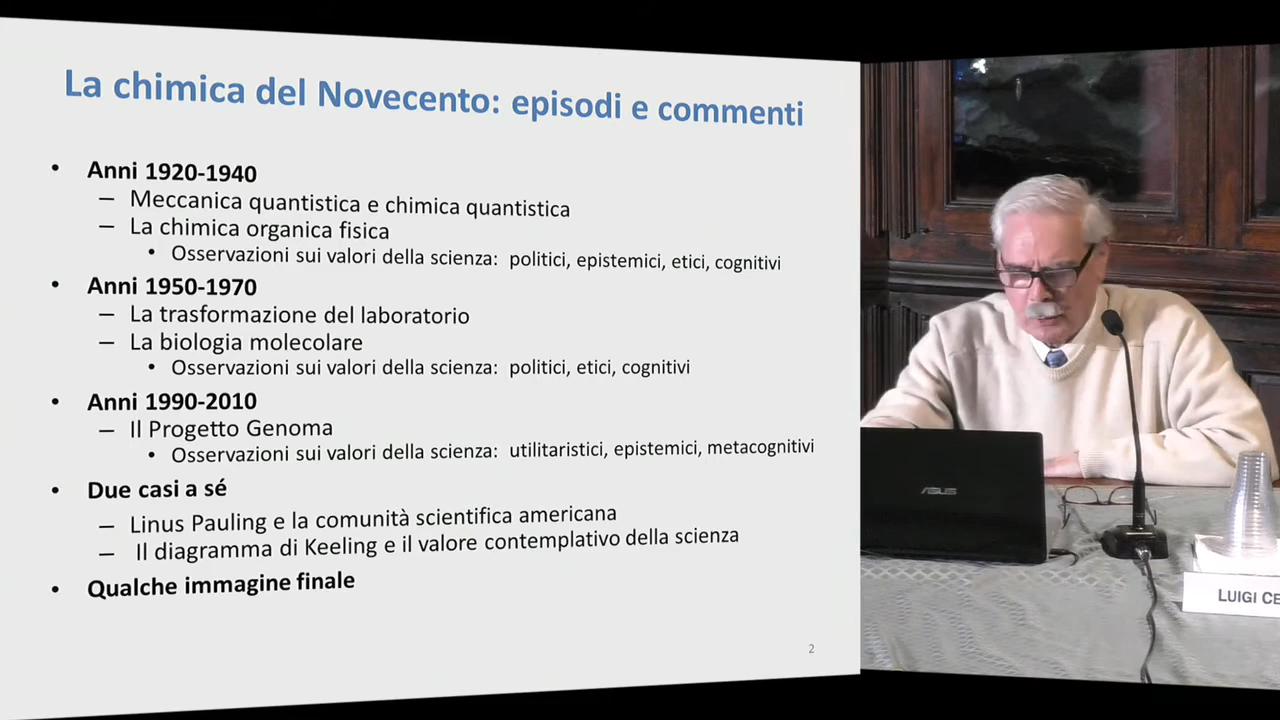 La chimica del Novecento: episodi e commenti
• Anni 1920-1940
– Meccanica quantistica e chimica quantistica
– La chimica organica fisica
• Osservazioni sui valori della scienza: politici, epistemici, etici, cognitivi
• Anni 1950-1970
– La trasformazione del laboratorio
– La biologia molecolare
• Osservazioni sui valori della scienza: politici, etici, cognitivi
• Anni 1990-2010
– Il Progetto Genoma
• Osservazioni sui valori della scienza: utilitaristici, epistemici, metacognitivi
• Due casi a sé
– Linus Pauling e la comunità scientifica americana
– Il diagramma di Keeling e il valore contemplativo della scienza
• Qualche immagine finale
2
ASUS
LUIGI CE